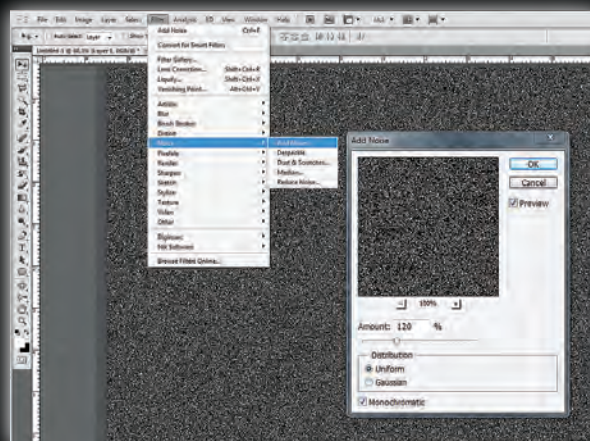 File Edit Image Layer Select Filter Analysis 3D View Window Help
Auto-Select: Layer
Add Noise Ctrl+F
Convert for Smart Filters
Filter Gallery...
Lens Correction... Shift+Ctrl+R
Liquify... Shift+Ctrl+X
Vanishing Point... Alt+Ctrl+V
Artistic
Blur
Brush Strokes
Distort
Noise
Pixelate
Render
Sharpen
Sketch
Stylize
Texture
Video
Other
Digimarc
Browse Filters Online...
Add Noise...
Despeckle
Dust & Scratches...
Median...
Reduce Noise...
Add Noise
OK
Cancel
Preview
100%
Amount: 120 %
Distribution
Uniform
Gaussian
Monochromatic